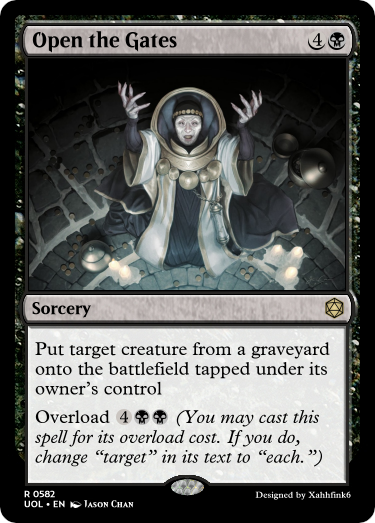 Open the Gates 4
Sorcery
Put target creature from a graveyard
onto the battlefield tapped under its
owner's control
Overload 4 (You may cast this
spell for its overload cost. If you do,
change “target” in its text to “each.”)
R 0582
UOL • EN Jason Chan
Designed by Xahhfink6